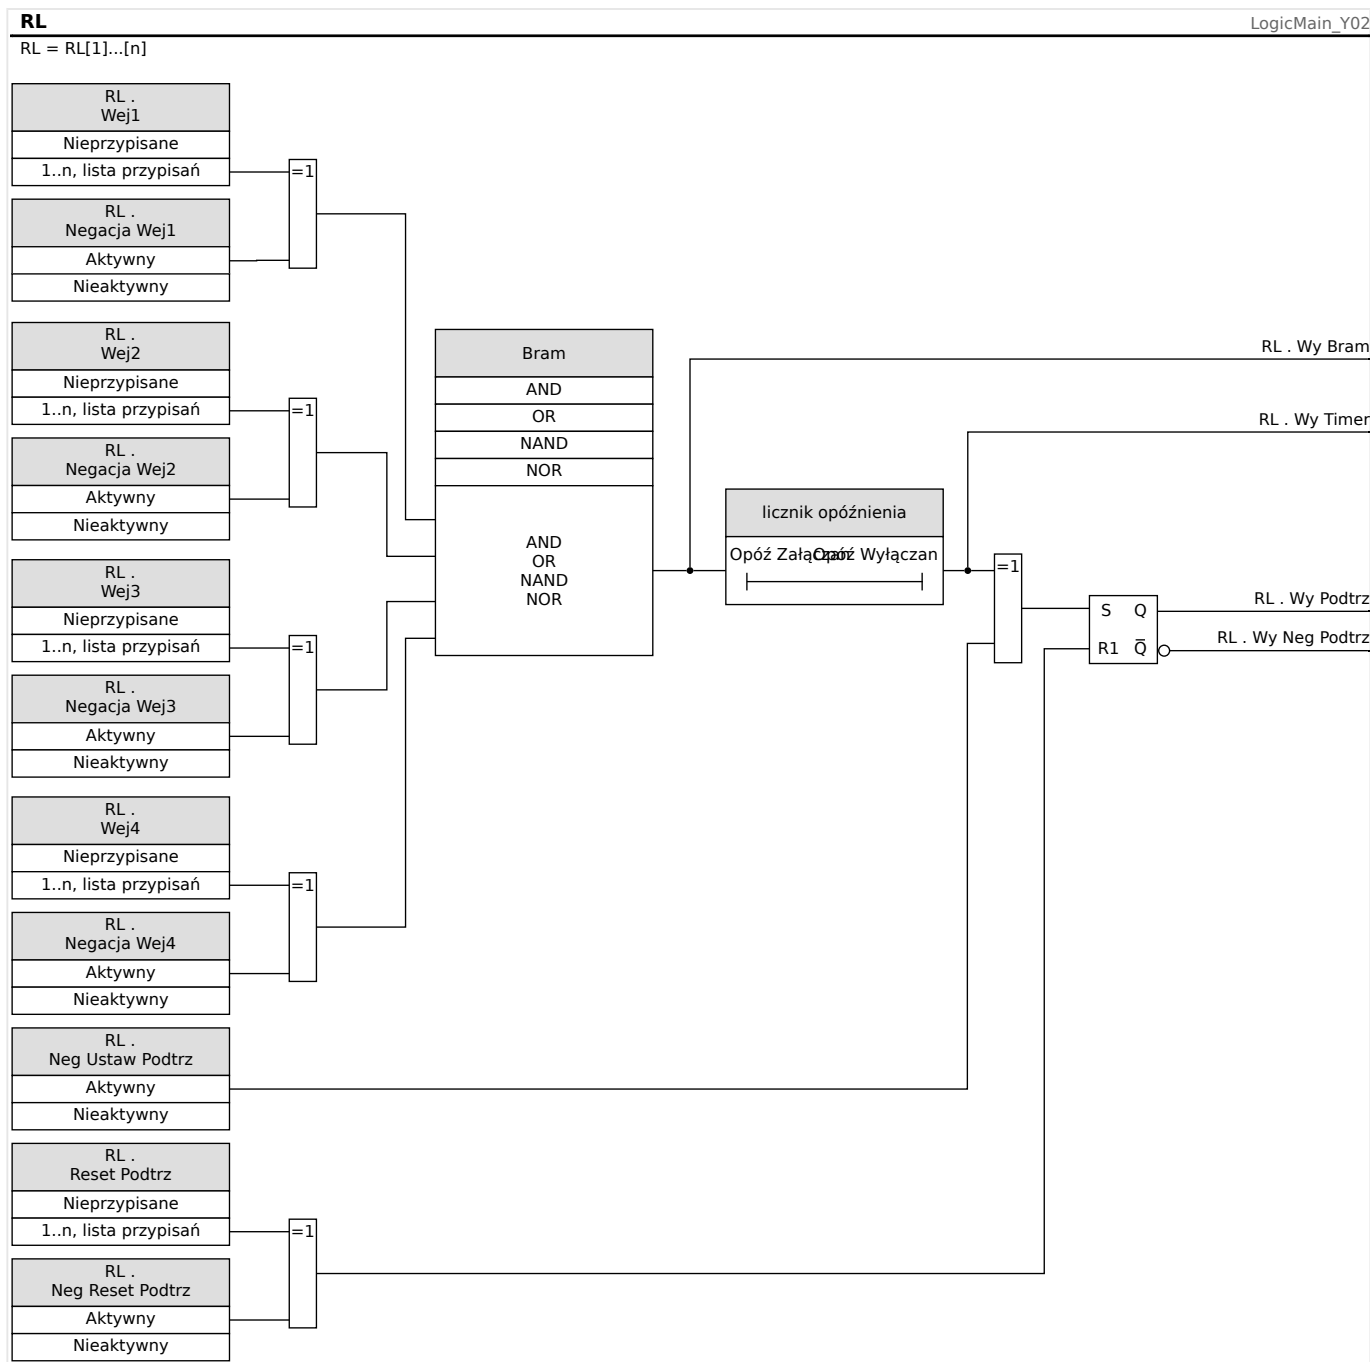 RL
LogicMain_Y02
RL = RL[1]...[n]
RL .
Wej1
Nieprzypisane
1..n, lista przypisań
=1
RL .
Negacja Wej1
Aktywny
Nieaktywny
RL .
Wej2
Nieprzypisane
1..n, lista przypisań
=1
RL .
Negacja Wej2
Aktywny
Nieaktywny
RL .
Wej3
Nieprzypisane
1..n, lista przypisań
=1
RL .
Negacja Wej3
Aktywny
Nieaktywny
RL .
Wej4
Nieprzypisane
1..n, lista przypisań
=1
RL .
Negacja Wej4
Aktywny
Nieaktywny
RL .
Neg Ustaw Podtrz
Aktywny
Nieaktywny
RL .
Reset Podtrz
Nieprzypisane
1..n, lista przypisań
=1
RL .
Neg Reset Podtrz
Aktywny
Nieaktywny
Bram
AND
OR
NAND
NOR
AND
OR
NAND
NOR
licznik opóźnienia
Opóź Załączan
Opóź Wyłączan
=1
S Q
R1 Q̅
RL . Wy Bram
RL . Wy Timer
RL . Wy Podtrz
RL . Wy Neg Podtrz